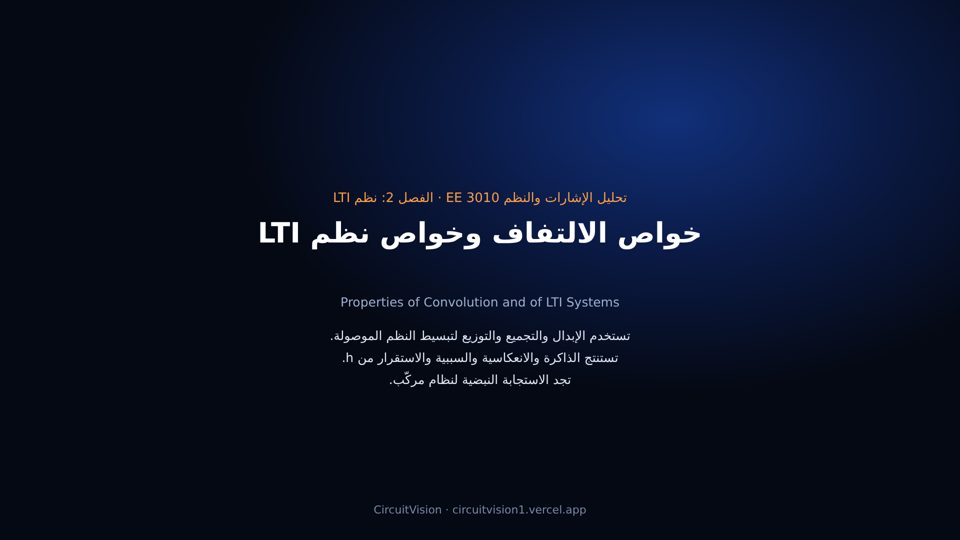 تحليل الإشارات والنظم EE 3010 · الفصل 2: نظم LTI
خواص الالتفاف وخواص نظم LTI
Properties of Convolution and of LTI Systems
تستخدم الإبدال والتجميع والتوزيع لتبسيط النظم الموصولة.
تستنتج الذاكرة والانعكاسية والسببية والاستقرار من h.
تجد الاستجابة النبضية لنظام مركّب.
CircuitVision · circuitvision1.vercel.app